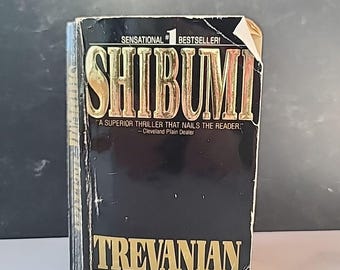 SENSATIONAL #1 BESTSELLER!
SHIBUMI
"A SUPERIOR THRILLER THAT NAILS THE READER."
— Cleveland Plain Dealer
TREVANIAN